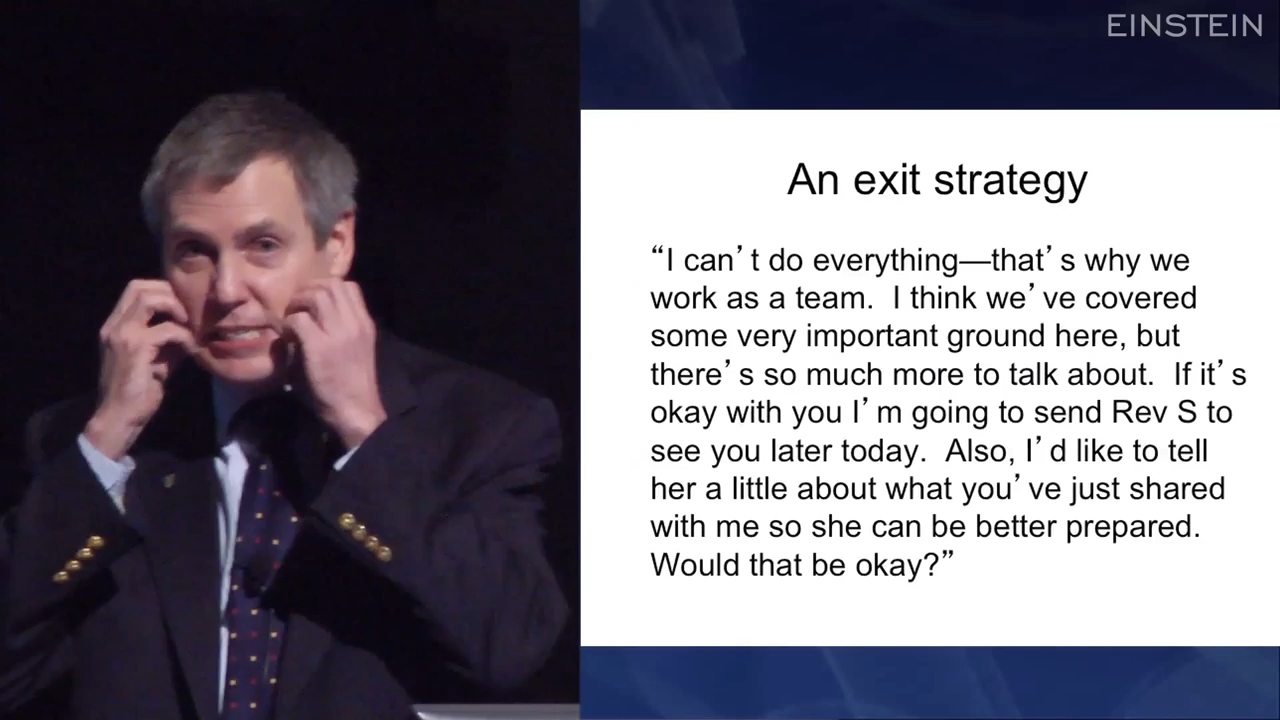 EINSTEIN
An exit strategy
“I can’t do everything—that’s why we
work as a team.  I think we’ve covered
some very important ground here, but
there’s so much more to talk about.  If it’s
okay with you I’m going to send Rev S to
see you later today.  Also, I’d like to tell
her a little about what you’ve just shared
with me so she can be better prepared.
Would that be okay?”